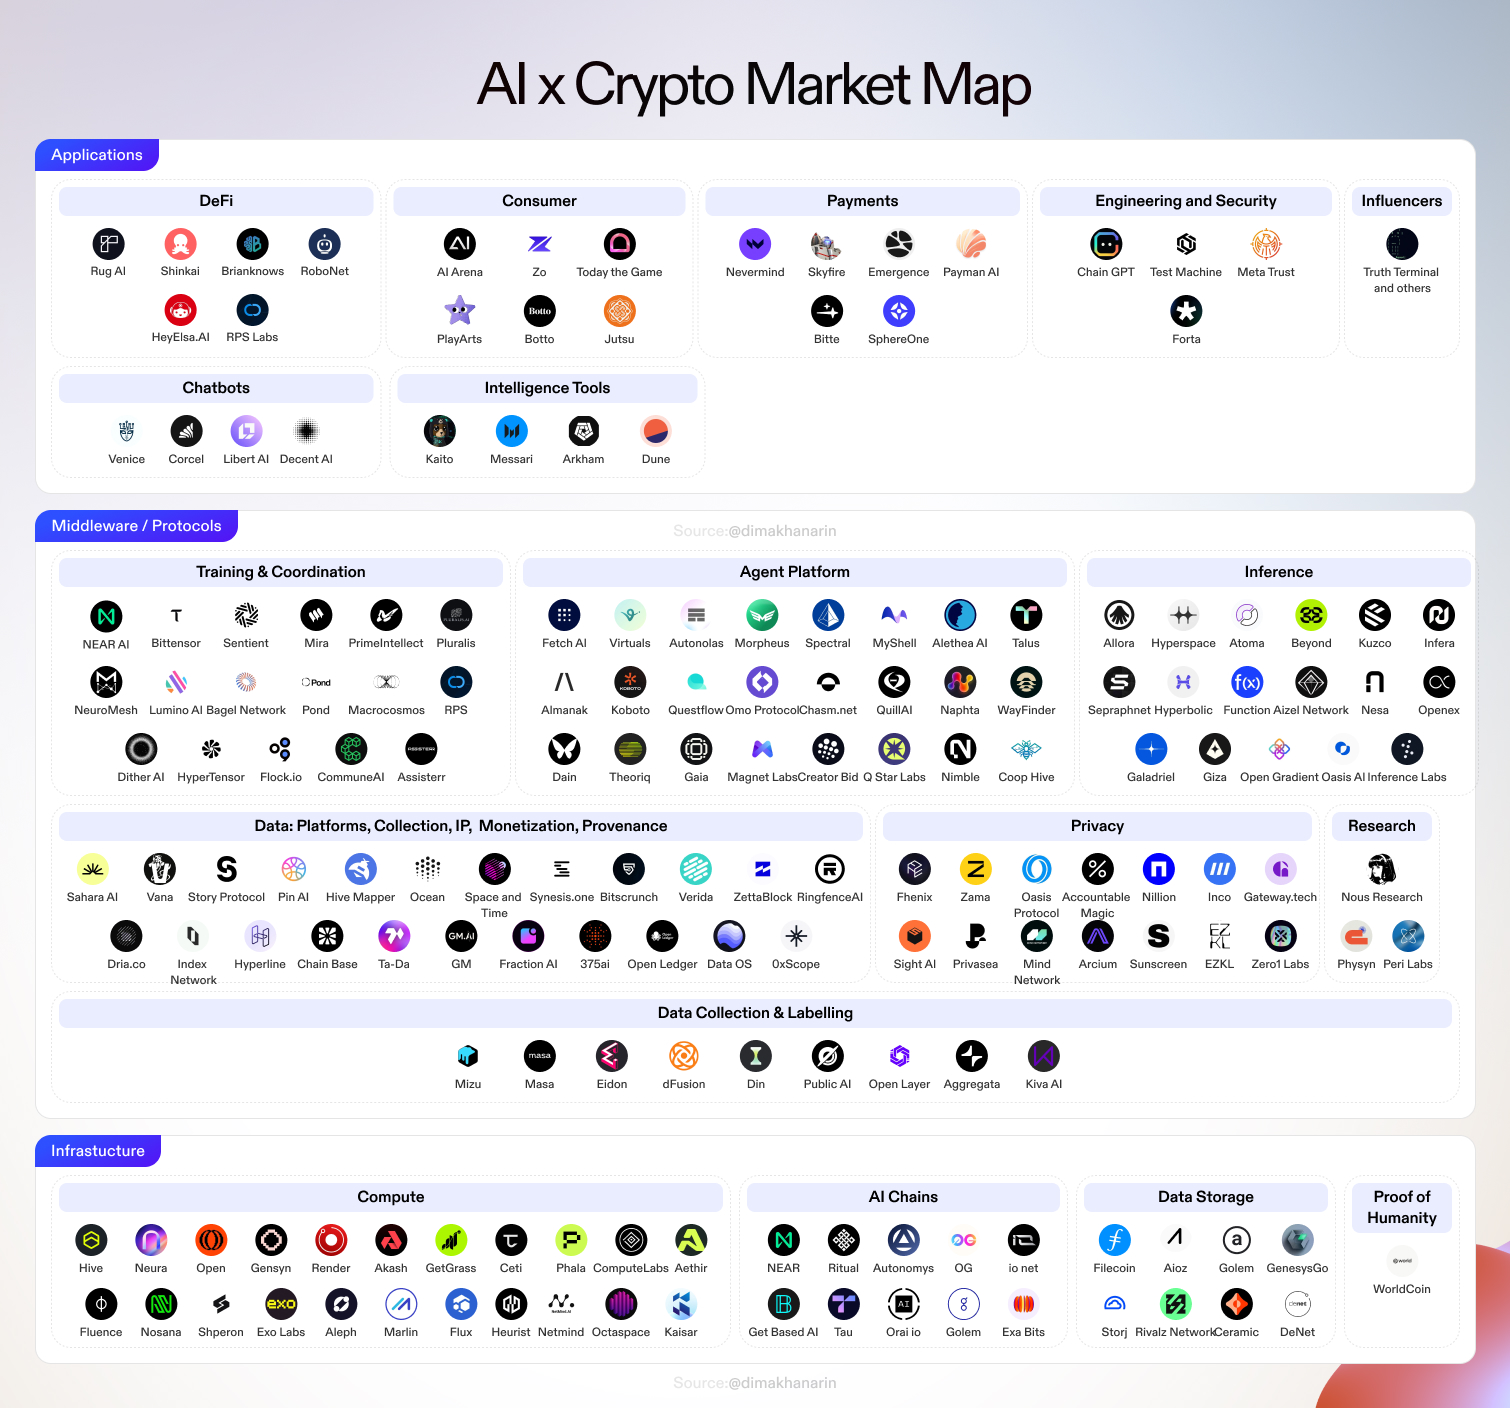 AI x Crypto Market Map
Applications
DeFi
Rug AI Shinkai Brianknows RoboNet
HeyElsa.AI RPS Labs
Consumer
AI Arena Zo Today the Game
PlayArts Botto Jutsu
Payments
Nevermind Skyfire Emergence Payman AI
Bitte SphereOne
Engineering and Security
Chain GPT Test Machine Meta Trust
Forta
Influencers
Truth Terminal
and others
Chatbots
Venice Corcel Libert AI Decent AI
Intelligence Tools
Kaito Messari Arkham Dune
Middleware / Protocols
Source:@dimakhanarin
Training & Coordination
NEAR AI Bittensor Sentient Mira PrimeIntellect Pluralis
NeuroMesh Lumino AI Bagel Network Pond Macrocosmos RPS
Dither AI HyperTensor Flock.io CommuneAI Assisterr
Agent Platform
Fetch AI Virtuals Autonolas Morpheus Spectral MyShell Alethea AI Talus
Almanak Koboto Questflow Omo Protocol Chasm.net QuillAI Naphta WayFinder
Dain Theoriq Gaia Magnet Labs Creator Bid Q Star Labs Nimble Coop Hive
Inference
Allora Hyperspace Atoma Beyond Kuzco Infera
Sepraphnet Hyperbolic Function Aizel Network Nesa Openex
Galadriel Giza Open Gradient Oasis AI Inference Labs
Data: Platforms, Collection, IP, Monetization, Provenance
Sahara AI Vana Story Protocol Pin AI Hive Mapper Ocean Space and Synesis.one Bitscrunch Verida ZettaBlock RingfenceAI
Time
Dria.co Index Hyperline Chain Base Ta-Da GM Fraction AI 375ai Open Ledger Data OS 0xScope
Network
Privacy
Fhenix Zama Oasis Accountable Nillion Inco Gateway.tech
Protocol Magic
Sight AI Privasea Mind Arcium Sunscreen EZKL Zero1 Labs
Network
Research
Nous Research
Physyn Peri Labs
Data Collection & Labelling
Mizu Masa Eidon dFusion Din Public AI Open Layer Aggregata Kiva AI
Infrastucture
Compute
Hive Neura Open Gensyn Render Akash GetGrass Ceti Phala ComputeLabs Aethir
Fluence Nosana Shperon Exo Labs Aleph Marlin Flux Heurist Netmind Octaspace Kaisar
AI Chains
NEAR Ritual Autonomys OG io net
Get Based AI Tau Orai io Golem Exa Bits
Data Storage
Filecoin Aioz Golem GenesysGo
Storj Rivalz Network Ceramic DeNet
Proof of
Humanity
WorldCoin
Source:@dimakhanarin